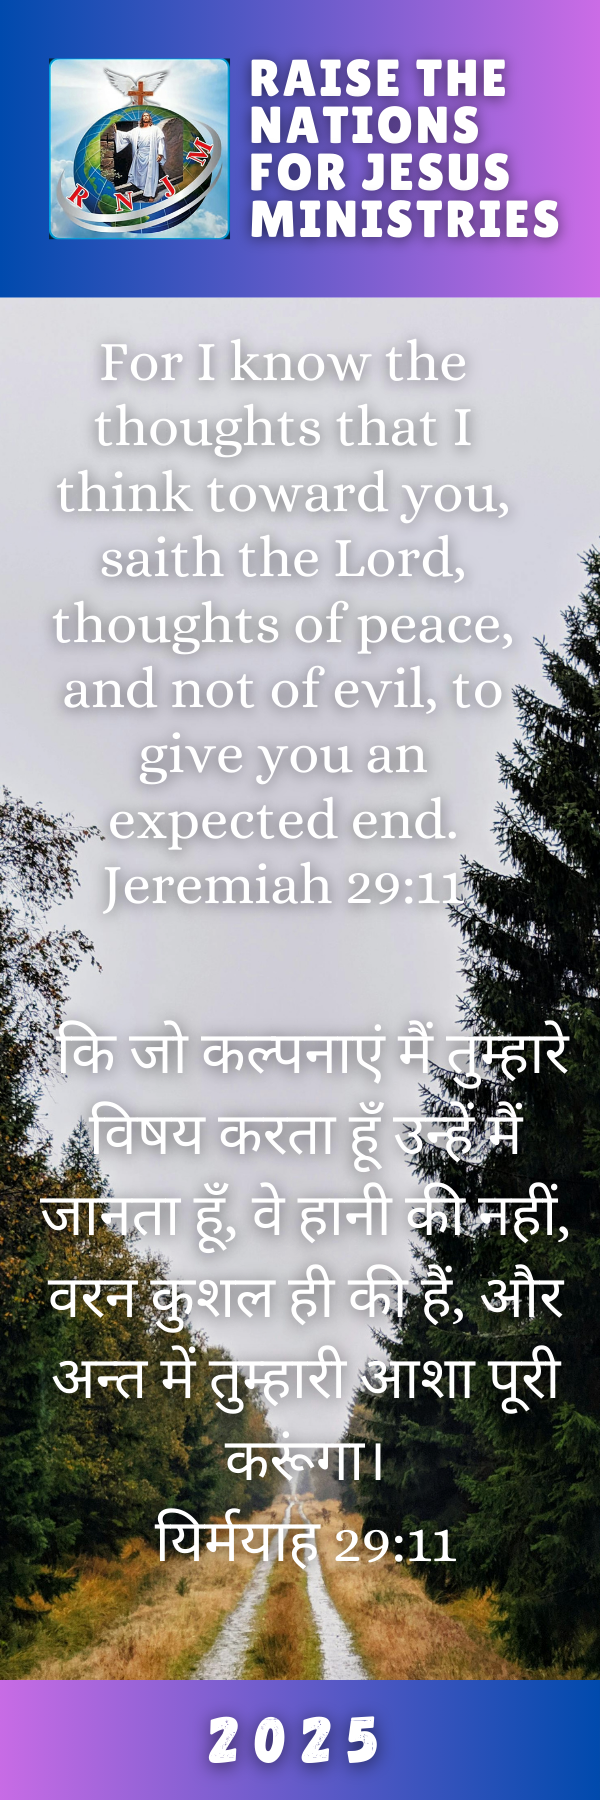 R N J M
RAISE THE
NATIONS
FOR JESUS
MINISTRIES
For I know the
thoughts that I
think toward you,
saith the Lord,
thoughts of peace,
and not of evil, to
give you an
expected end.
Jeremiah 29:11
कि जो कल्पनाएं मैं तुम्हारे
विषय करता हूँ उन्हें मैं
जानता हूँ, वे हानी की नहीं,
वरन कुशल ही की हैं, और
अन्त में तुम्हारी आशा पूरी
करूंगा।
यिर्मयाह 29:11
2025